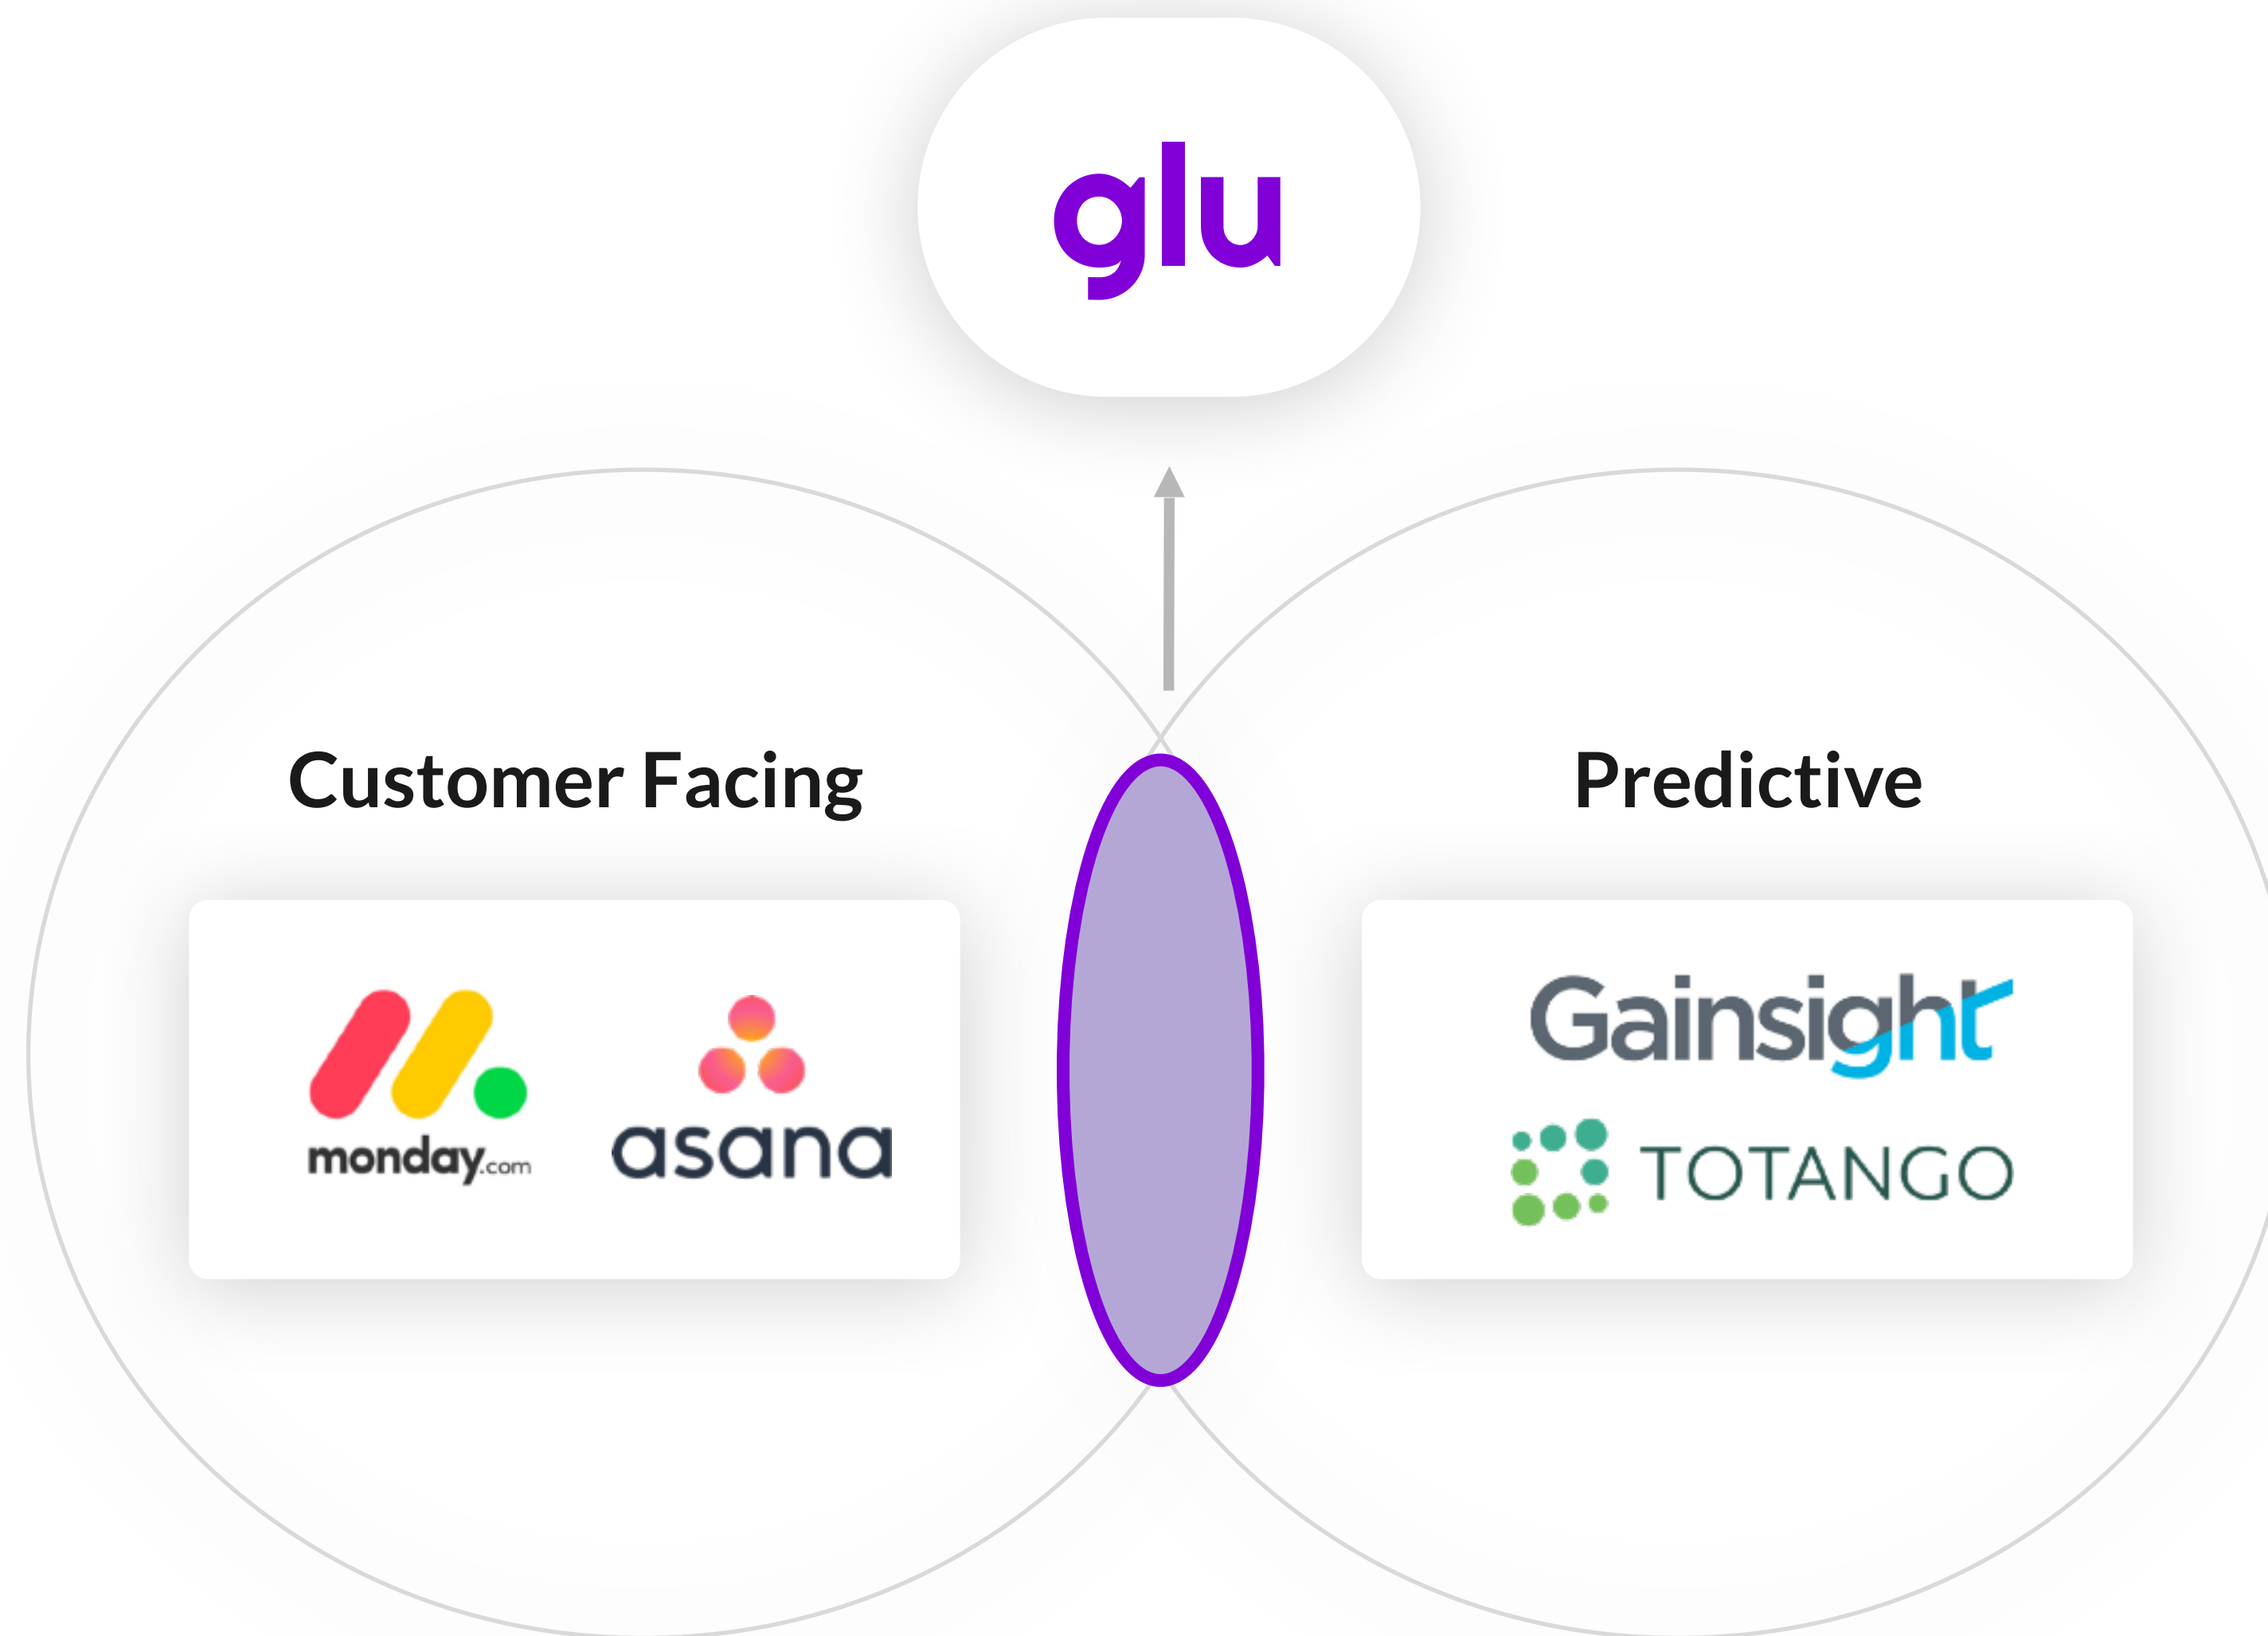 glu
Customer Facing
Predictive
monday.com
asana
Gainsight
TOTANGO